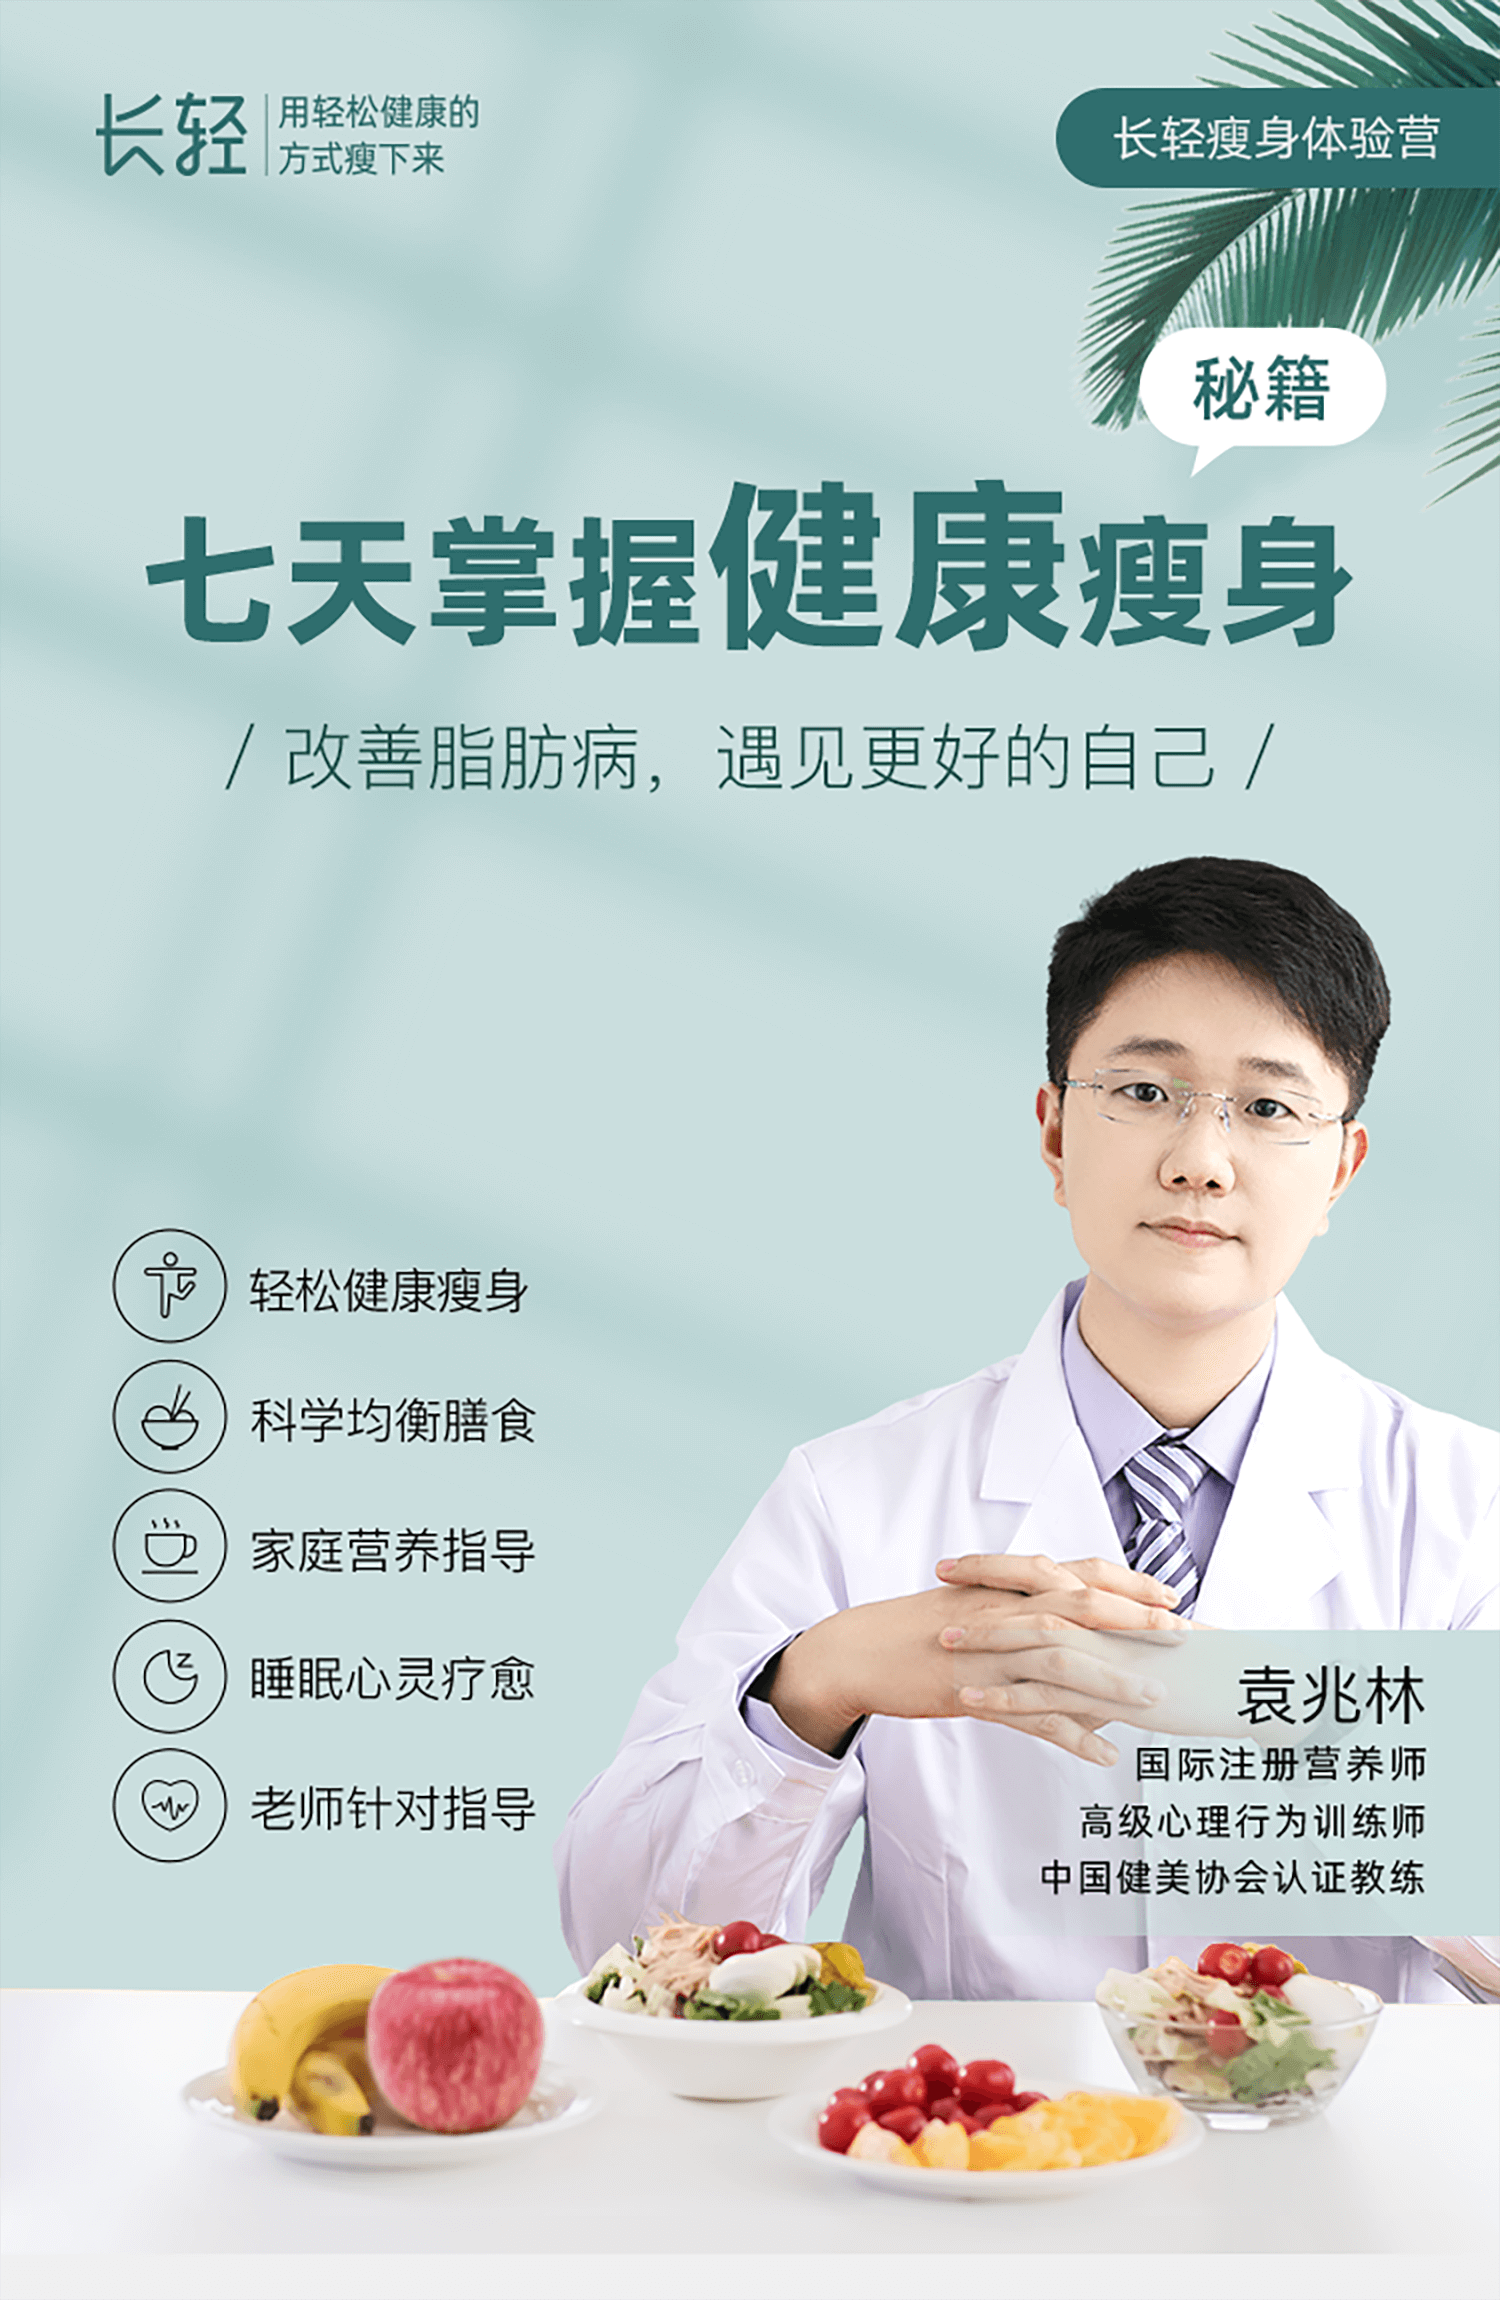 长轻
用轻松健康的
方式瘦下来
长轻瘦身体验营
秘籍
七天掌握健康瘦身
/ 改善脂肪病，遇见更好的自己 /
轻松健康瘦身
科学均衡膳食
家庭营养指导
睡眠心灵疗愈
老师针对指导
袁兆林
国际注册营养师
高级心理行为训练师
中国健美协会认证教练